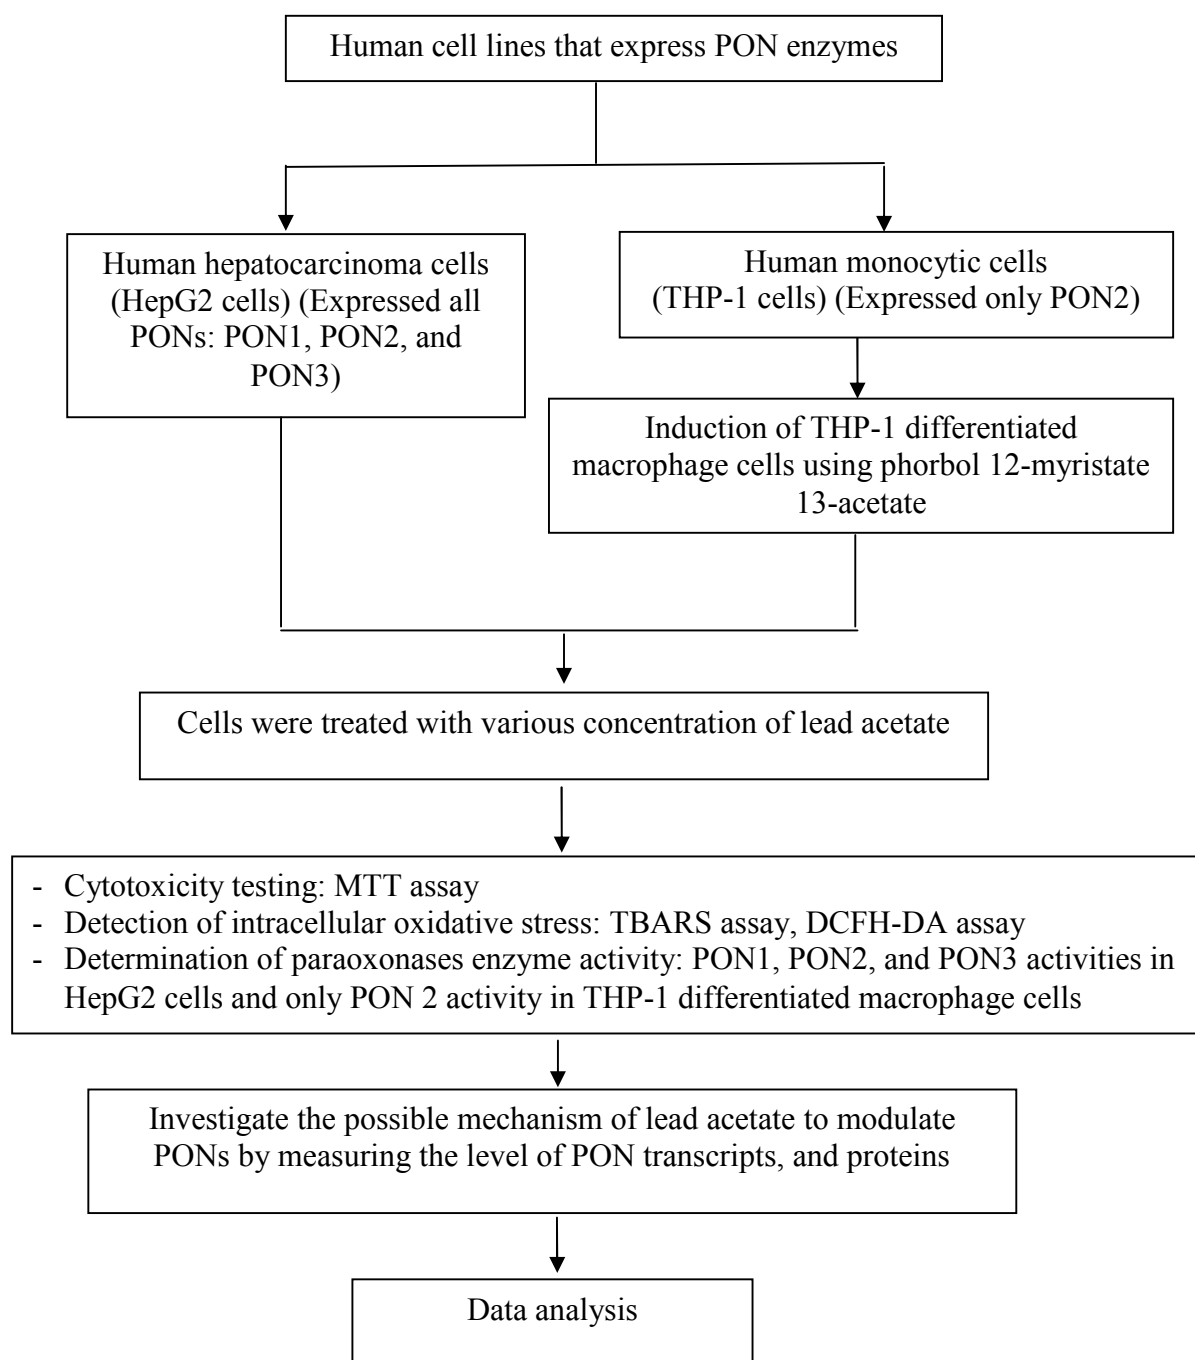 Human cell lines that express PON enzymes
Human hepatocarcinoma cells
(HepG2 cells) (Expressed all
PONs: PON1, PON2, and
PON3)
Human monocytic cells
(THP-1 cells) (Expressed only PON2)
Induction of THP-1 differentiated
macrophage cells using phorbol 12-myristate
13-acetate
Cells were treated with various concentration of lead acetate
- Cytotoxicity testing: MTT assay
- Detection of intracellular oxidative stress: TBARS assay, DCFH-DA assay
- Determination of paraoxonases enzyme activity: PON1, PON2, and PON3 activities in
HepG2 cells and only PON 2 activity in THP-1 differentiated macrophage cells
Investigate the possible mechanism of lead acetate to modulate
PONs by measuring the level of PON transcripts, and proteins
Data analysis